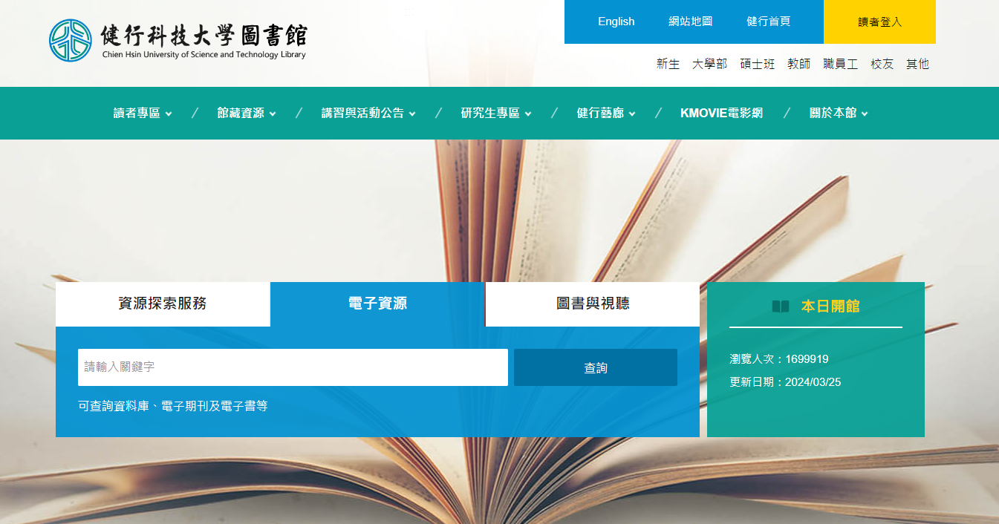 健行科技大學圖書館
Chien Hsin University of Science and Technology Library
English 網站地圖 健行首頁 讀者登入
新生 大學部 碩士班 教師 職員工 校友 其他
讀者專區 / 館藏資源 / 講習與活動公告 / 研究生專區 / 健行藝廊 / KMOVIE電影網 / 關於本館
資源探索服務 電子資源 圖書與視聽
請輸入關鍵字 查詢
可查詢資料庫、電子期刊及電子書等
本日開館
瀏覽人次：1699919
更新日期：2024/03/25